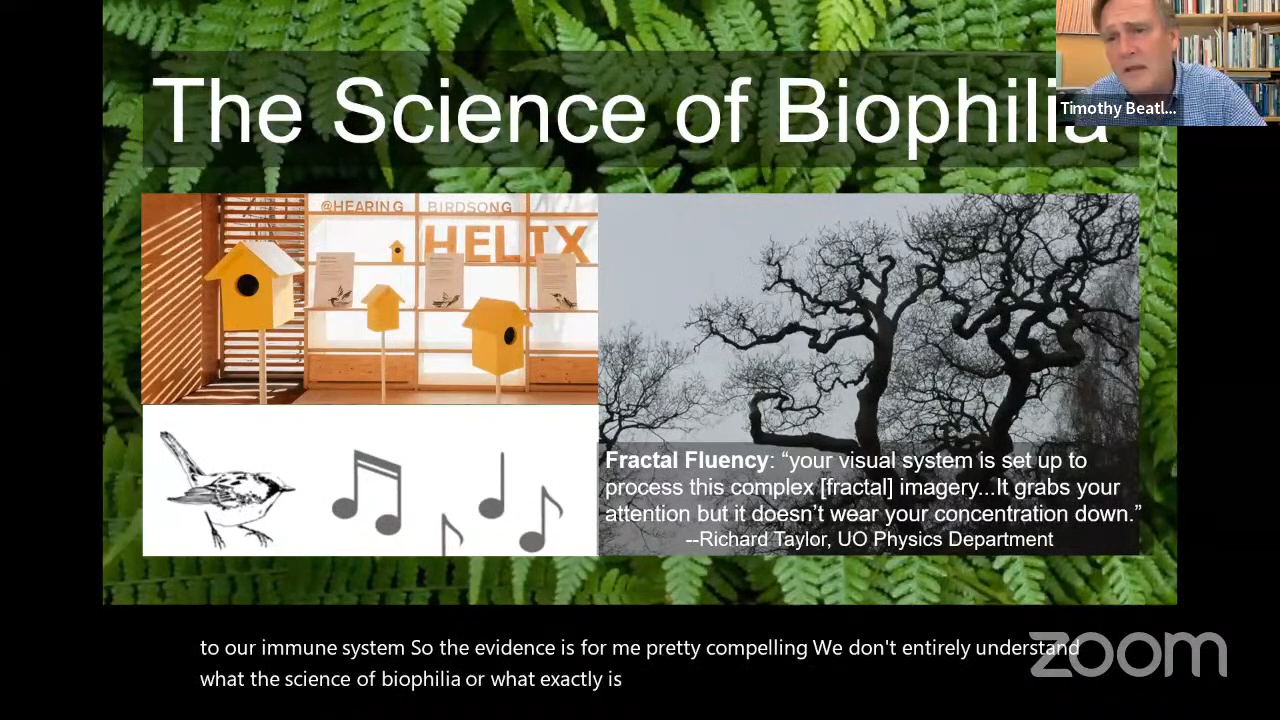 The Science of Biophilia
Timothy Beatl...
@HEARING BIRDSONG
HELIX
Fractal Fluency: “your visual system is set up to
process this complex [fractal] imagery...It grabs your
attention but it doesn’t wear your concentration down.”
--Richard Taylor, UO Physics Department
to our immune system So the evidence is for me pretty compelling We don't entirely understand
what the science of biophilia or what exactly is
zoom